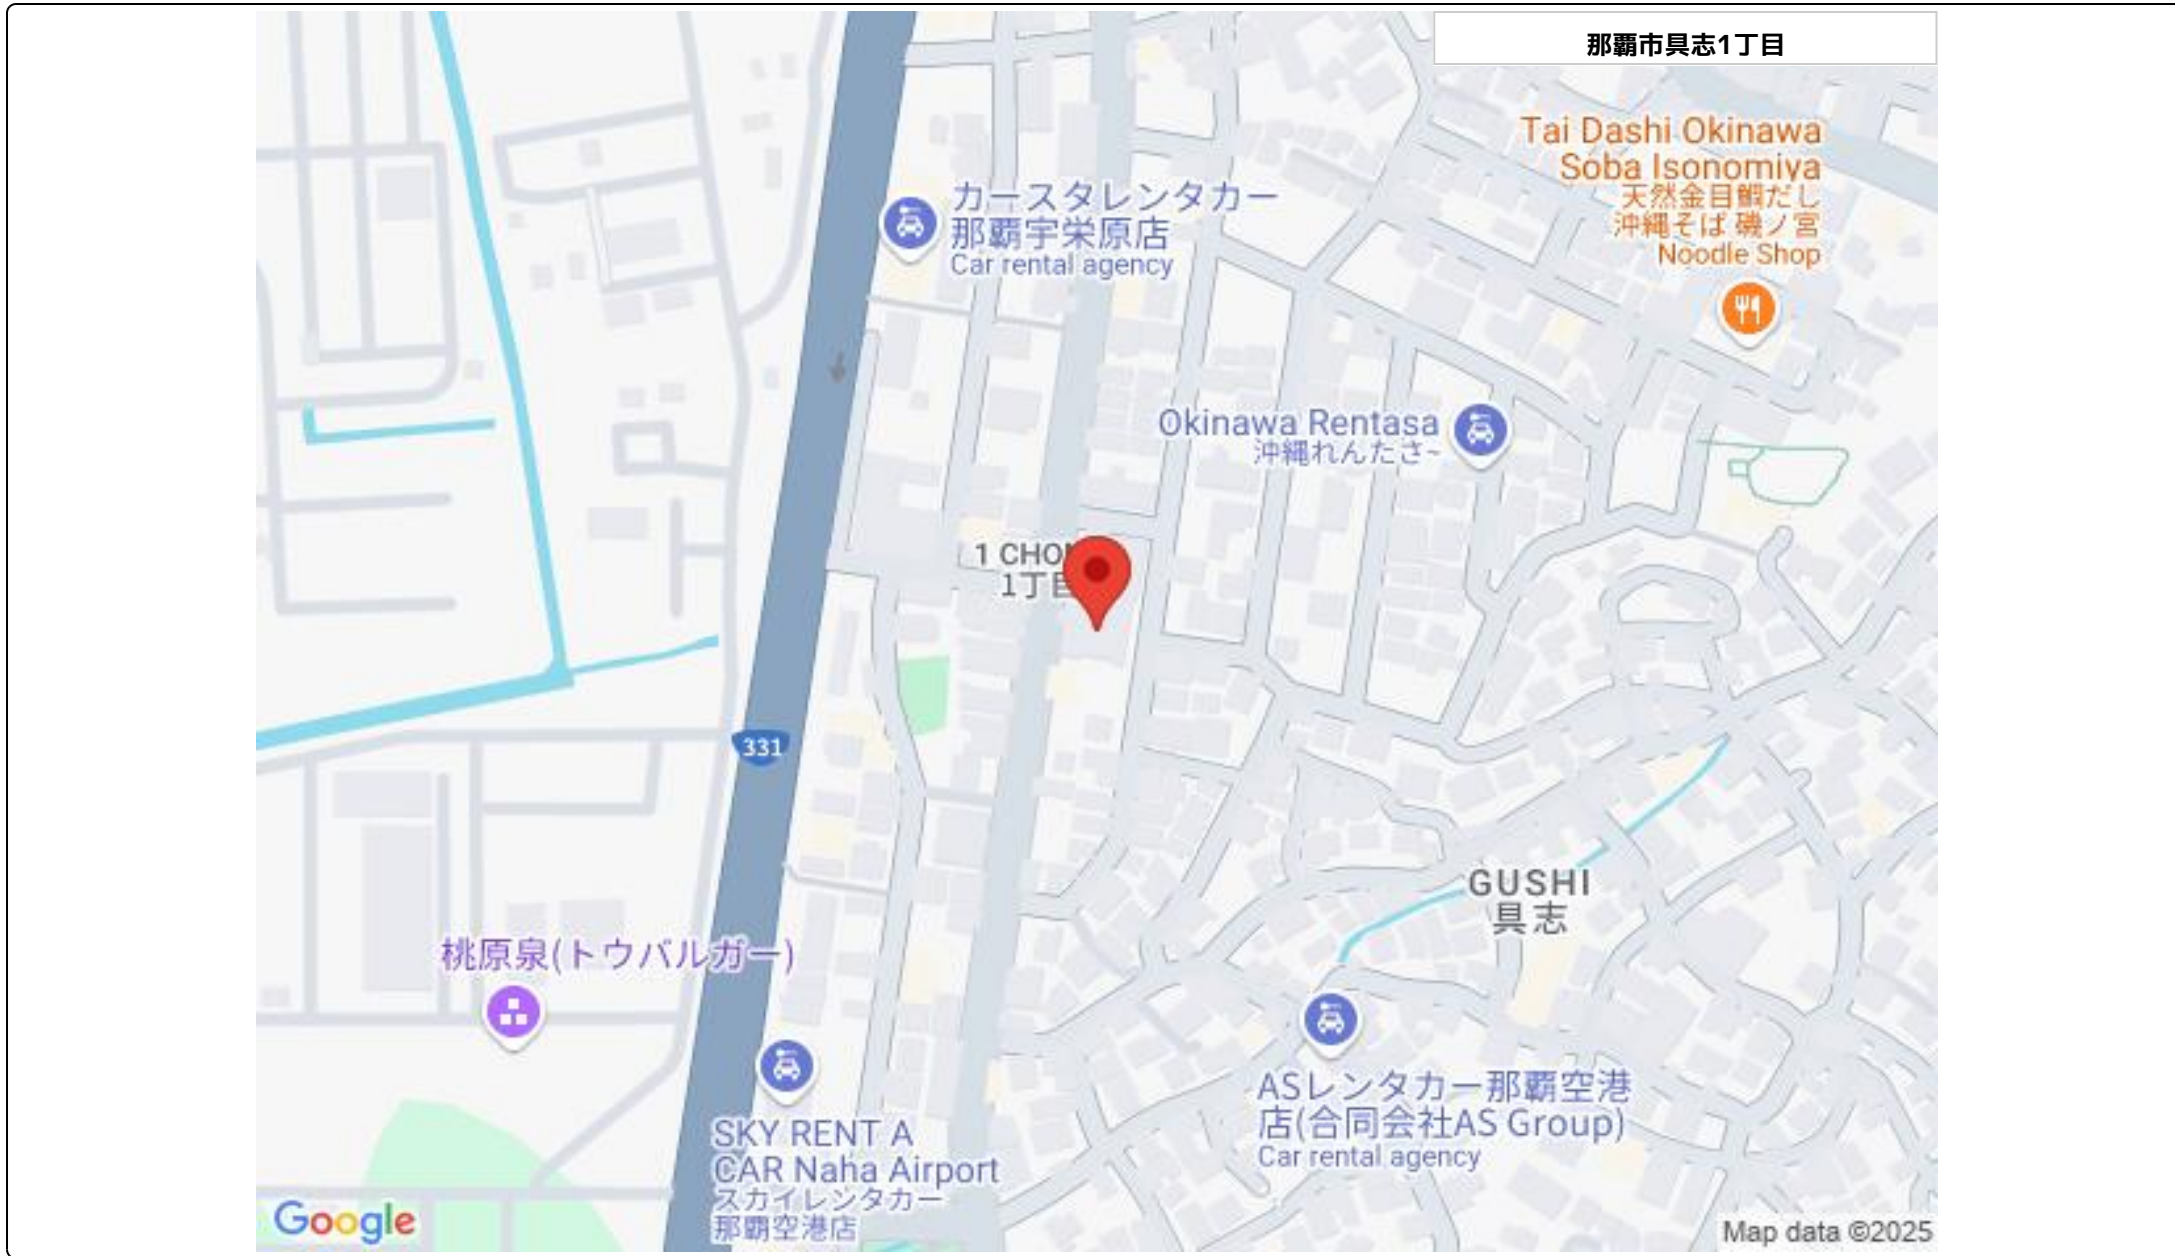 那覇市具志1丁目
Tai Dashi Okinawa
Soba Isonomiya
天然金目鯛だし
沖縄そば 磯ノ宮
Noodle Shop
カースタレンタカー
那覇宇栄原店
Car rental agency
Okinawa Rentasa
沖縄れんたさ~
1 CHO
1丁目
331
GUSHI
具志
桃原泉(トウバルガー)
SKY RENT A
CAR Naha Airport
スカイレンタカー
那覇空港店
ASレンタカー那覇空港
店(合同会社AS Group)
Car rental agency
Google
Map data ©2025